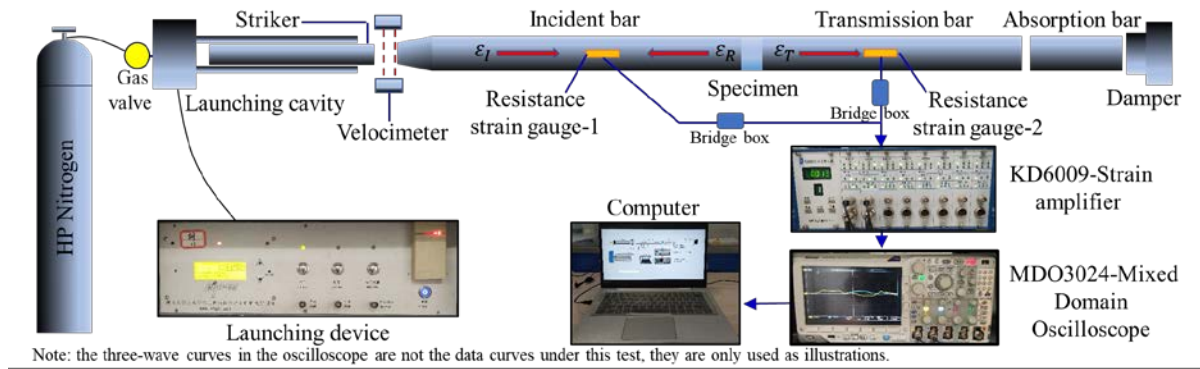 Striker
Incident bar
Transmission bar
Absorption bar
ε_I
ε_R
ε_T
Gas
valve
Launching cavity
Velocimeter
Resistance
strain gauge-1
Specimen
Bridge box
Bridge box
Resistance
strain gauge-2
Damper
HP Nitrogen
KD6009-Strain
amplifier
Computer
MDO3024-Mixed
Domain
Oscilloscope
Launching device
Note: the three-wave curves in the oscilloscope are not the data curves under this test, they are only used as illustrations.